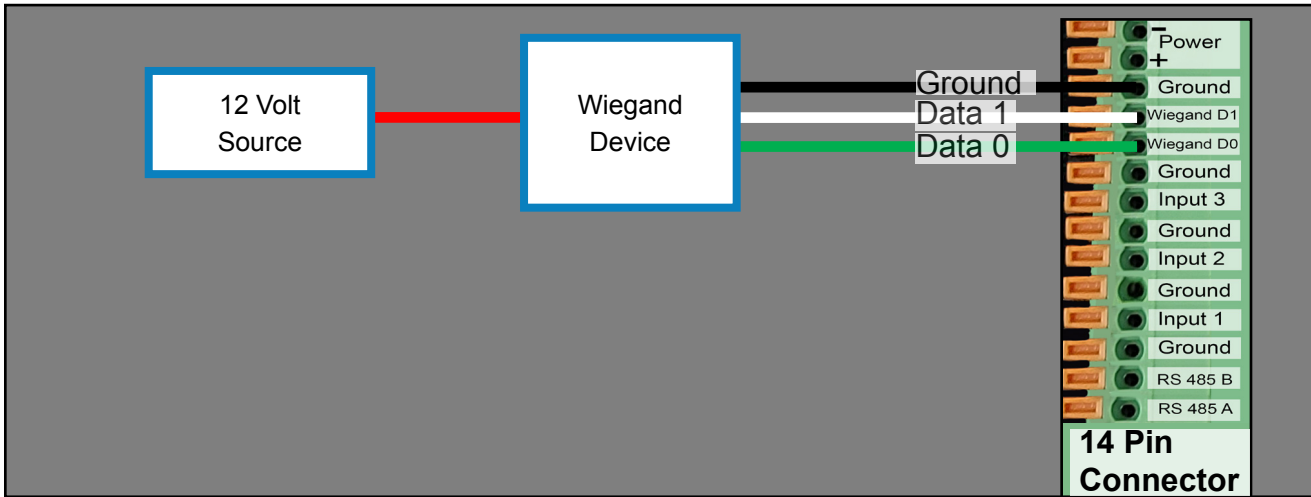 12 Volt
Source
Wiegand
Device
Ground
Data 1
Data 0
-
Power
+
Ground
Wiegand D1
Wiegand D0
Ground
Input 3
Ground
Input 2
Ground
Input 1
Ground
RS 485 B
RS 485 A
14 Pin
Connector